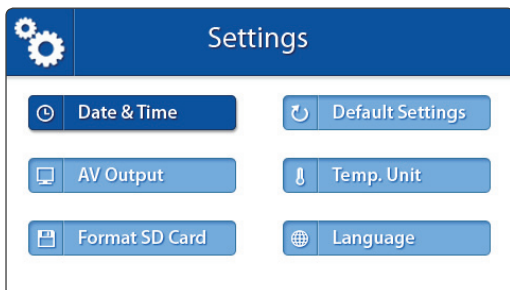 Settings
Date & Time
Default Settings
AV Output
Temp. Unit
Format SD Card
Language